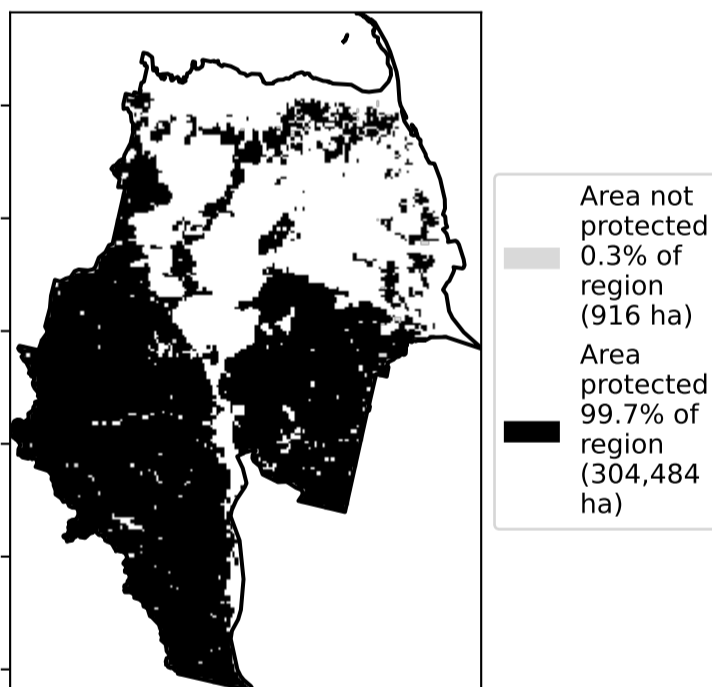 Area not
protected
0.3% of
region
(916 ha)
Area
protected
99.7% of
region
(304,484
ha)